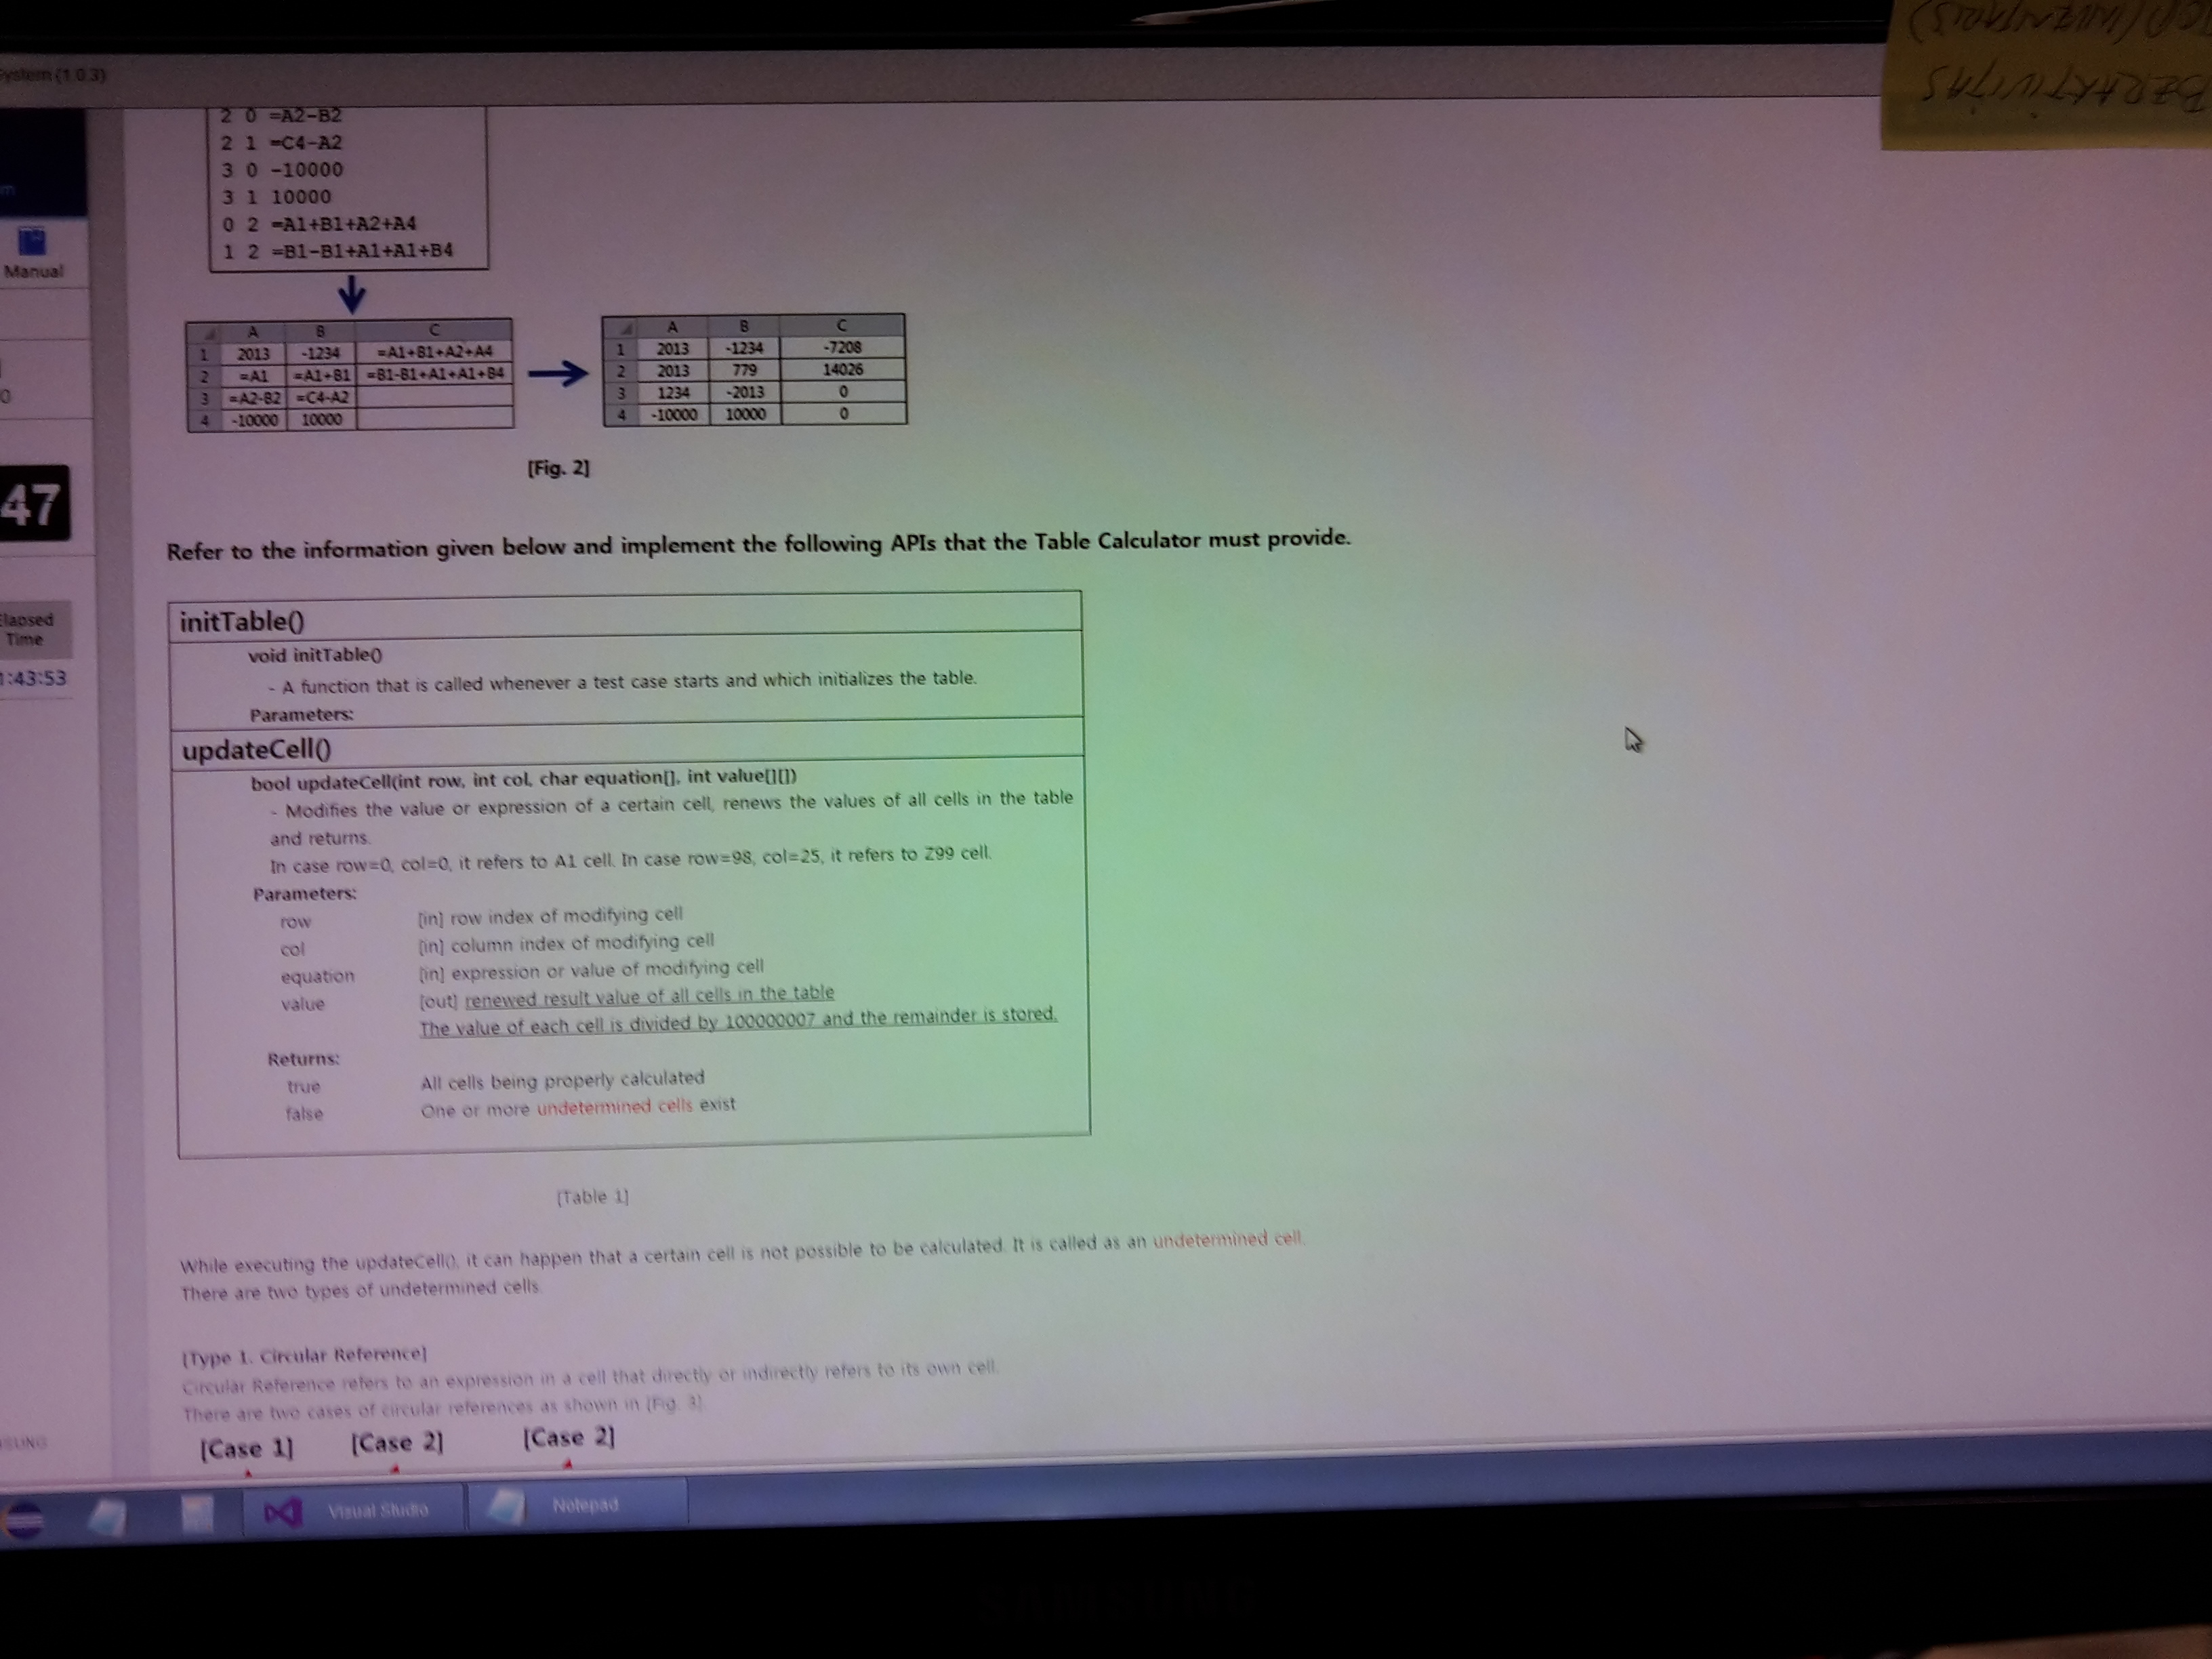 System (1.0.3)
2 0 =A2-B2
2 1 =C4-A2
3 0 -10000
3 1 10000
0 2 =A1+B1+A2+A4
1 2 =B1-B1+A1+A1+B4
Manual
A B C
1 2013 -1234 =A1+B1+A2+A4
2 =A1 =A1+B1 =B1-B1+A1+A1+B4
3 =A2-B2 =C4-A2
4 -10000 10000
A B C
1 2013 -1234 -7208
2 2013 779 14026
3 1234 -2013 0
4 -10000 10000 0
[Fig. 2]
47
Elapsed
Time
1:43:53
Refer to the information given below and implement the following APIs that the Table Calculator must provide.
initTable()
void initTable()
- A function that is called whenever a test case starts and which initializes the table.
Parameters:
updateCell()
bool updateCell(int row, int col, char equation[], int value[][])
- Modifies the value or expression of a certain cell, renews the values of all cells in the table
and returns.
In case row=0, col=0, it refers to A1 cell. In case row=98, col=25, it refers to Z99 cell.
Parameters:
row [in] row index of modifying cell
col [in] column index of modifying cell
equation [in] expression or value of modifying cell
value [out] renewed result value of all cells in the table
The value of each cell is divided by 100000007 and the remainder is stored.
Returns:
true All cells being properly calculated
false One or more undetermined cells exist
[Table 1]
While executing the updateCell(), it can happen that a certain cell is not possible to be calculated. It is called as an undetermined cell.
There are two types of undetermined cells.
[Type 1. Circular Reference]
Circular Reference refers to an expression in a cell that directly or indirectly refers to its own cell.
There are two cases of circular references as shown in [Fig. 3]
[Case 1] [Case 2] [Case 2]
Visual Studio
Notepad
SAMSUNG